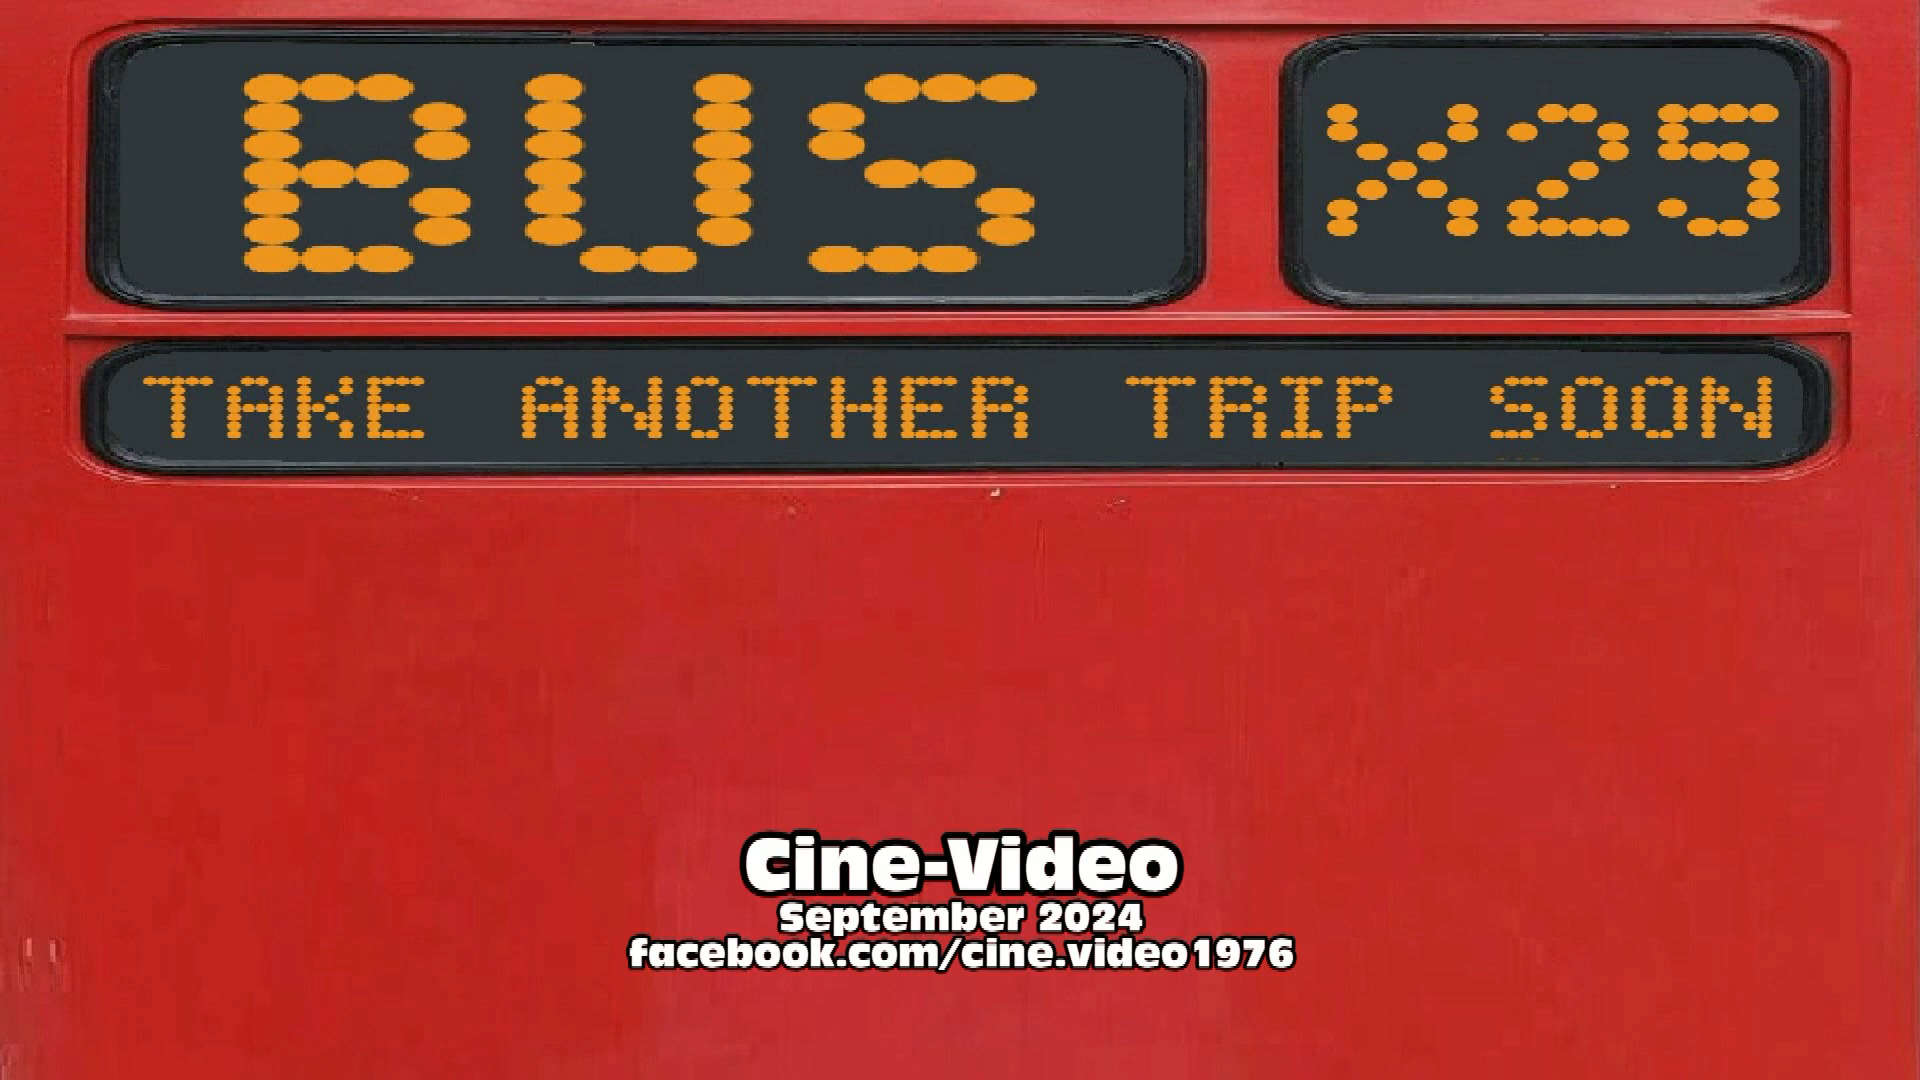 BUS X25
TAKE ANOTHER TRIP SOON
Cine-Video
September 2024
facebook.com/cine.video1976